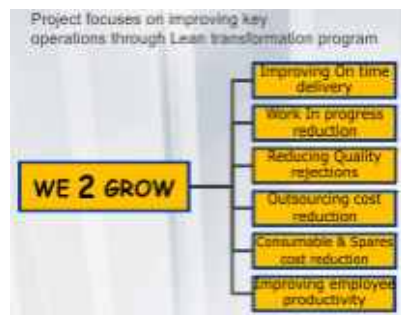 Project focuses on improving key
operations through Lean transformation program
Improving On time
delivery
Work In progress
reduction
Reducing Quality
rejections
WE 2 GROW
Outsourcing cost
reduction
Consumable & Spares
cost reduction
Improving employee
productivity